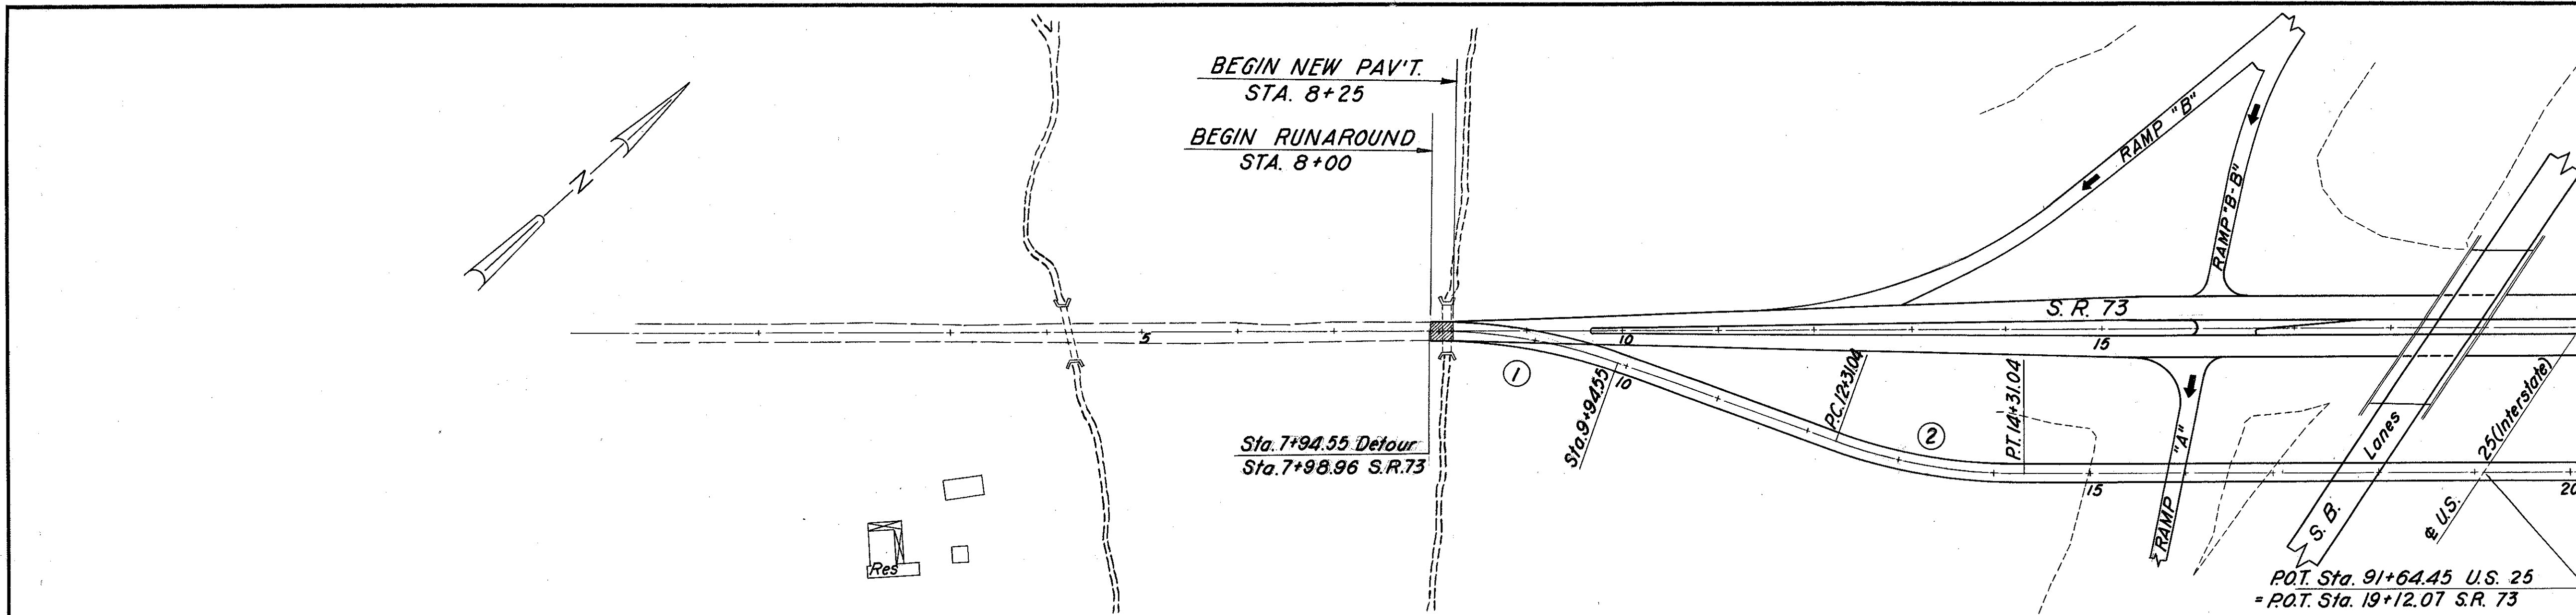 BEGIN NEW PAV'T.
STA. 8+25
BEGIN RUNAROUND
STA. 8+00
N
RAMP "B"
RAMP "B-B"
S. R. 73
5
10
15
1
10
Sta. 9+94.55
P.C. 12+31.04
P.T. 14+31.04
2
Sta. 7+94.55 Detour
Sta. 7+98.96 S.R. 73
RAMP "A"
S. B. Lanes
⅊ U.S. 25 (Interstate)
15
20
Res
P.O.T. Sta. 91+64.45 U.S. 25
= P.O.T. Sta. 19+12.07 S.R. 73